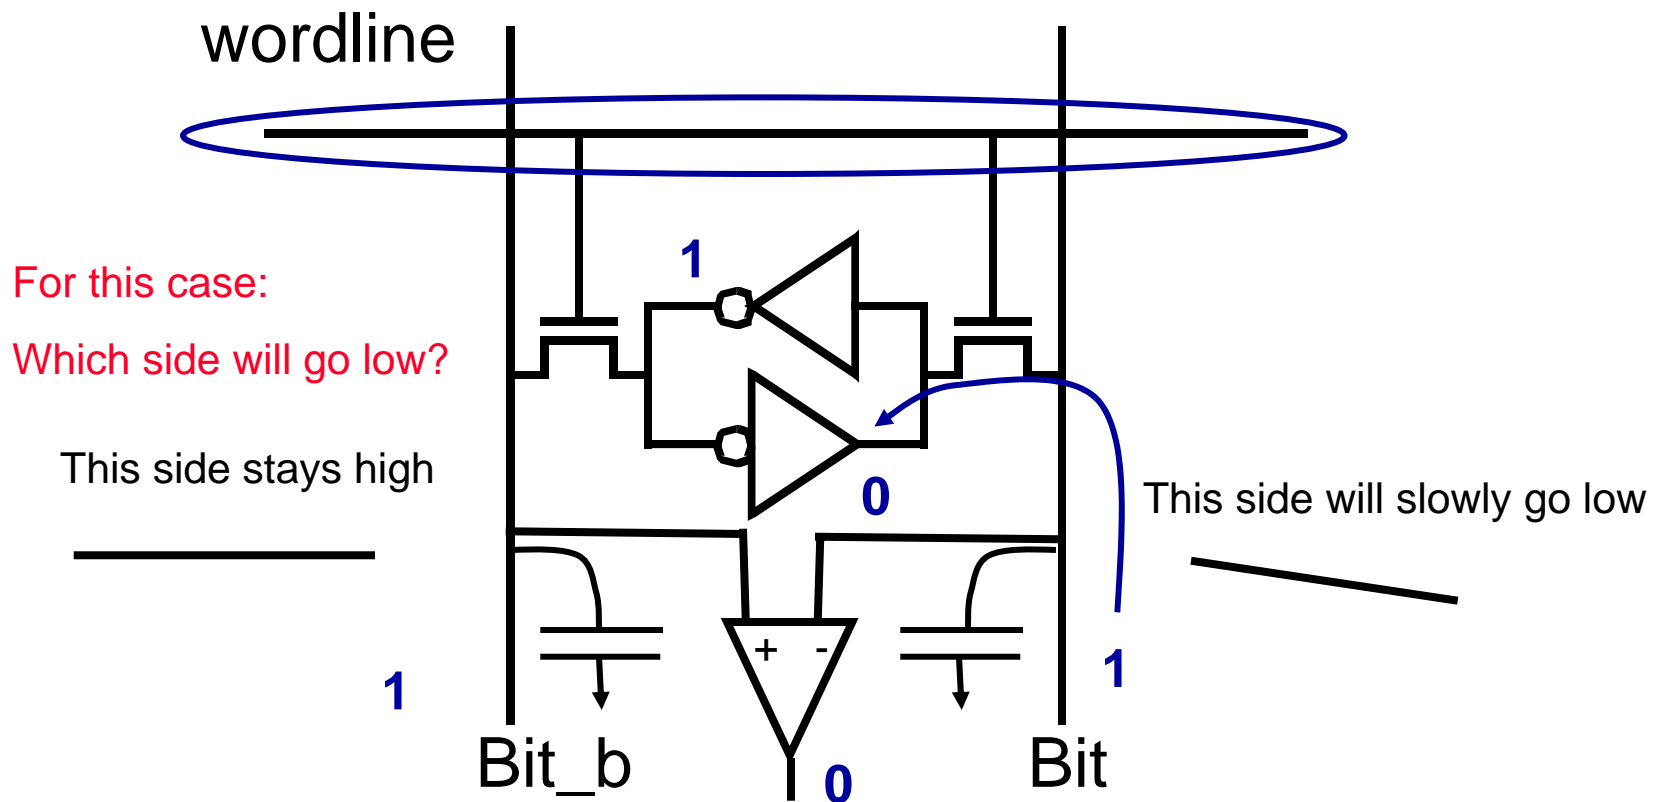 wordline
1
For this case:
Which side will go low?
This side stays high
0
This side will slowly go low
+ -
1
1
Bit_b
0
Bit